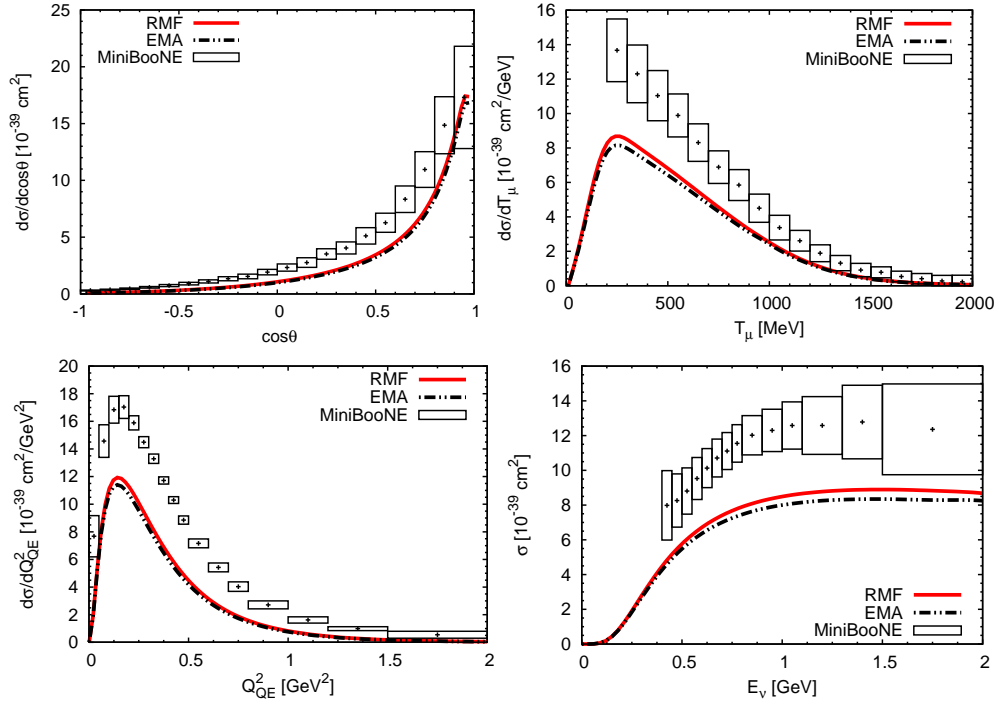 RMF
EMA
MiniBooNE
dσ/dcosθ [10⁻³⁹ cm²]
25
20
15
10
5
0
-1 -0.5 0 0.5 1
cosθ
RMF
EMA
MiniBooNE
dσ/dT_μ [10⁻³⁹ cm²/GeV]
16
14
12
10
8
6
4
2
0
0 500 1000 1500 2000
T_μ [MeV]
RMF
EMA
MiniBooNE
dσ/dQ²_QE [10⁻³⁹ cm²/GeV²]
20
18
16
14
12
10
8
6
4
2
0
0 0.5 1 1.5 2
Q²_QE [GeV²]
σ [10⁻³⁹ cm²]
16
14
12
10
8
6
4
2
0
RMF
EMA
MiniBooNE
0 0.5 1 1.5 2
E_ν [GeV]